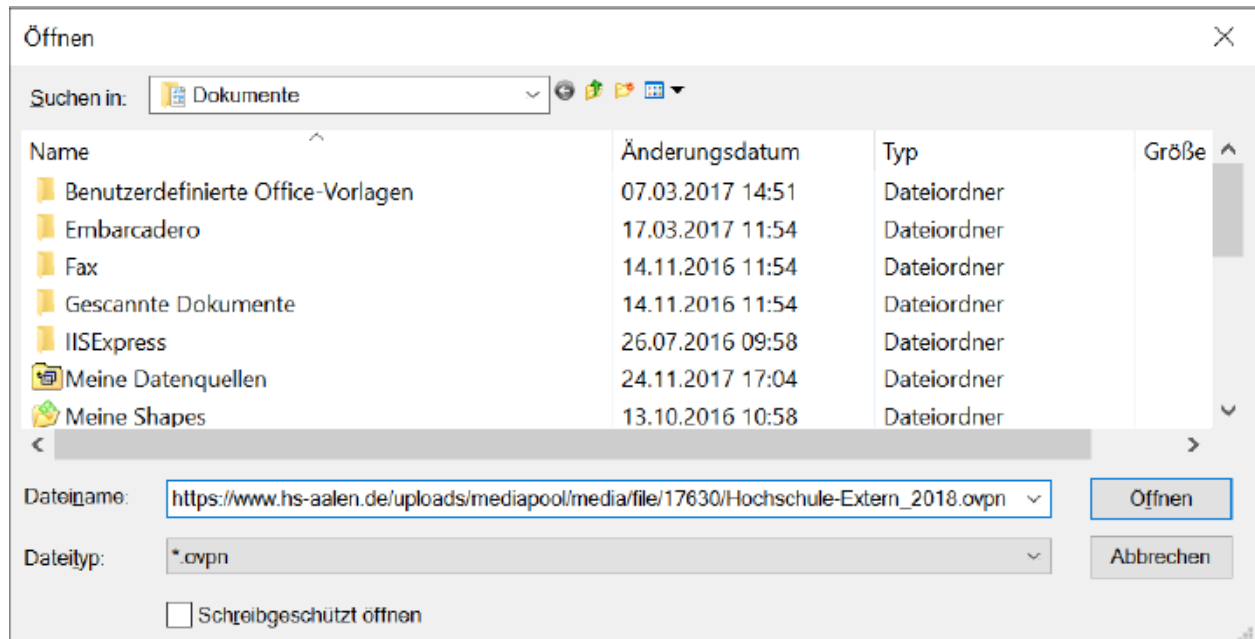 Öffnen
Suchen in: Dokumente
Name Änderungsdatum Typ Größe
Benutzerdefinierte Office-Vorlagen 07.03.2017 14:51 Dateiordner
Embarcadero 17.03.2017 11:54 Dateiordner
Fax 14.11.2016 11:54 Dateiordner
Gescannte Dokumente 14.11.2016 11:54 Dateiordner
IISExpress 26.07.2016 09:58 Dateiordner
Meine Datenquellen 24.11.2017 17:04 Dateiordner
Meine Shapes 13.10.2016 10:58 Dateiordner
Dateiname: https://www.hs-aalen.de/uploads/mediapool/media/file/17630/Hochschule-Extern_2018.ovpn Öffnen
Dateityp: *.ovpn Abbrechen
Schreibgeschützt öffnen